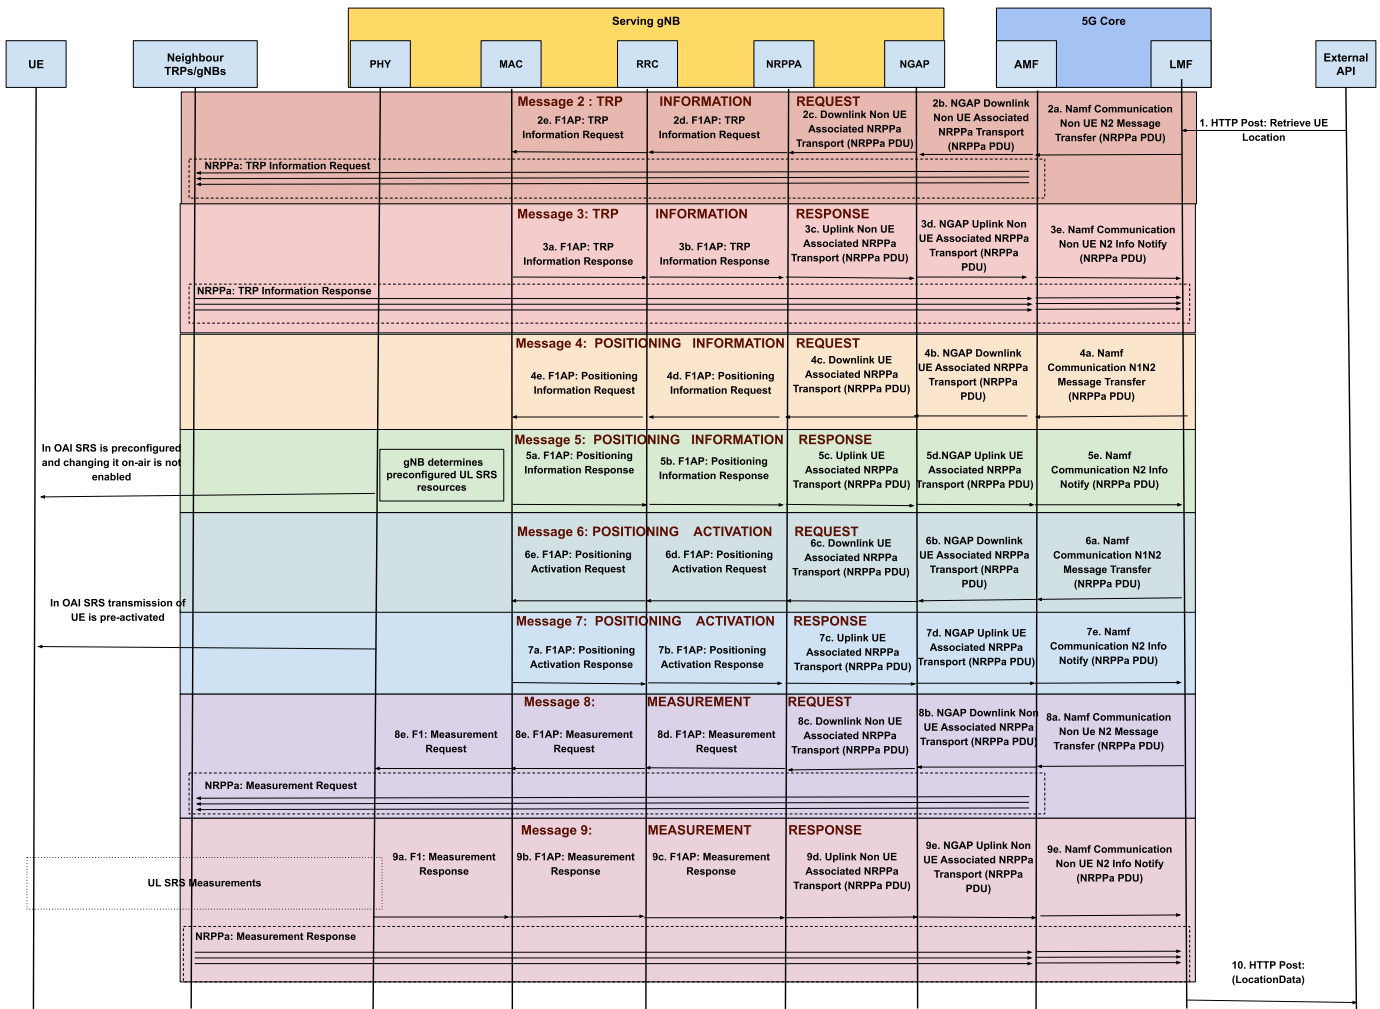 Serving gNB
5G Core
UE
Neighbour
TRPs/gNBs
PHY
MAC
RRC
NRPPA
NGAP
AMF
LMF
External
API
Message 2 : TRP INFORMATION REQUEST
2e. F1AP: TRP
Information Request
2d. F1AP: TRP
Information Request
2c. Downlink Non UE
Associated NRPPa
Transport (NRPPa PDU)
2b. NGAP Downlink
Non UE Associated
NRPPa Transport
(NRPPa PDU)
2a. Namf Communication
Non UE N2 Message
Transfer (NRPPa PDU)
1. HTTP Post: Retrieve UE
Location
NRPPa: TRP Information Request
Message 3: TRP INFORMATION RESPONSE
3a. F1AP: TRP
Information Response
3b. F1AP: TRP
Information Response
3c. Uplink Non UE
Associated NRPPa
Transport (NRPPa PDU)
3d. NGAP Uplink Non
UE Associated NRPPa
Transport (NRPPa
PDU)
3e. Namf Communication
Non UE N2 Info Notify
(NRPPa PDU)
NRPPa: TRP Information Response
Message 4: POSITIONING INFORMATION REQUEST
4e. F1AP: Positioning
Information Request
4d. F1AP: Positioning
Information Request
4c. Downlink UE
Associated NRPPa
Transport (NRPPa PDU)
4b. NGAP Downlink
UE Associated NRPPa
Transport (NRPPa
PDU)
4a. Namf
Communication N1N2
Message Transfer
(NRPPa PDU)
In OAI SRS is preconfigured
and changing it on-air is not
enabled
Message 5: POSITIONING INFORMATION RESPONSE
gNB determines
preconfigured UL SRS
resources
5a. F1AP: Positioning
Information Response
5b. F1AP: Positioning
Information Response
5c. Uplink UE
Associated NRPPa
Transport (NRPPa PDU)
5d.NGAP Uplink UE
Associated NRPPa
Transport (NRPPa PDU)
5e. Namf
Communication N2 Info
Notify (NRPPa PDU)
Message 6: POSITIONING ACTIVATION REQUEST
6e. F1AP: Positioning
Activation Request
6d. F1AP: Positioning
Activation Request
6c. Downlink UE
Associated NRPPa
Transport (NRPPa PDU)
6b. NGAP Downlink
UE Associated NRPPa
Transport (NRPPa
PDU)
6a. Namf
Communication N1N2
Message Transfer
(NRPPa PDU)
In OAI SRS transmission of
UE is pre-activated
Message 7: POSITIONING ACTIVATION RESPONSE
7a. F1AP: Positioning
Activation Response
7b. F1AP: Positioning
Activation Response
7c. Uplink UE
Associated NRPPa
Transport (NRPPa PDU)
7d. NGAP Uplink UE
Associated NRPPa
Transport (NRPPa PDU)
7e. Namf
Communication N2 Info
Notify (NRPPa PDU)
Message 8: MEASUREMENT REQUEST
8e. F1: Measurement
Request
8e. F1AP: Measurement
Request
8d. F1AP: Measurement
Request
8c. Downlink Non UE
Associated NRPPa
Transport (NRPPa PDU)
8b. NGAP Downlink Non
UE Associated NRPPa
Transport (NRPPa PDU)
8a. Namf Communication
Non Ue N2 Message
Transfer (NRPPa PDU)
NRPPa: Measurement Request
Message 9: MEASUREMENT RESPONSE
9a. F1: Measurement
Response
9b. F1AP: Measurement
Response
9c. F1AP: Measurement
Response
9d. Uplink Non UE
Associated NRPPa
Transport (NRPPa PDU)
9e. NGAP Uplink Non
UE Associated NRPPa
Transport (NRPPa
PDU)
9e. Namf Communication
Non UE N2 Info Notify
(NRPPa PDU)
UL SRS Measurements
NRPPa: Measurement Response
10. HTTP Post:
(LocationData)